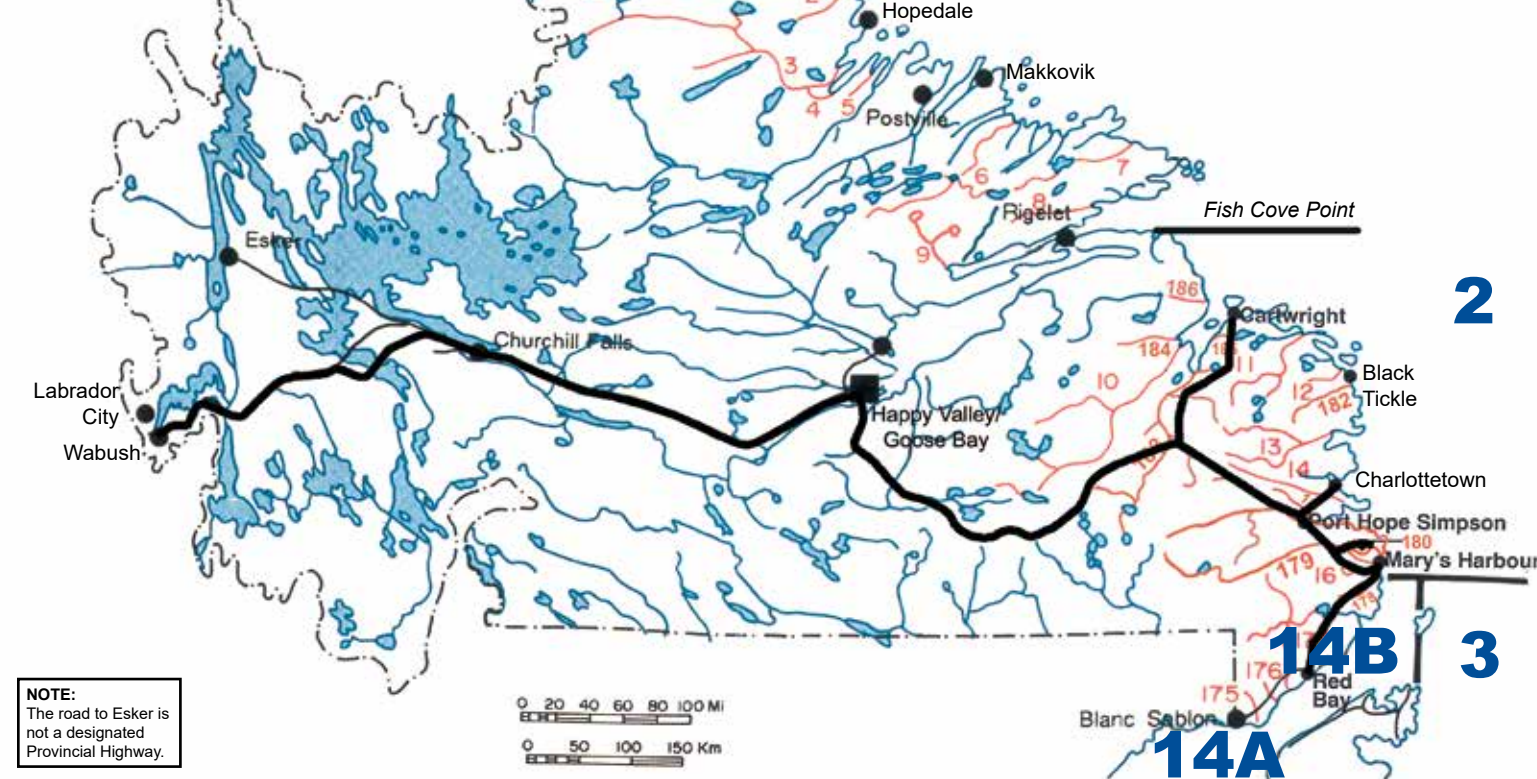 2
Hopedale
3
4
5
Makkovik
Postville
6
7
8
Rigelet
9
Fish Cove Point
Esker
186
2
Cartwright
Churchill Falls
184
11
10
12
Black
Tickle
182
Labrador
City
Happy Valley/
Goose Bay
Wabush
13
14
Charlottetown
Port Hope Simpson
180
179
16
Mary's Harbour
178
14B
3
176
175
Red
Bay
Blanc Sablon
14A
NOTE:
The road to Esker is
not a designated
Provincial Highway.
0 20 40 60 80 100 Mi
0 50 100 150 Km